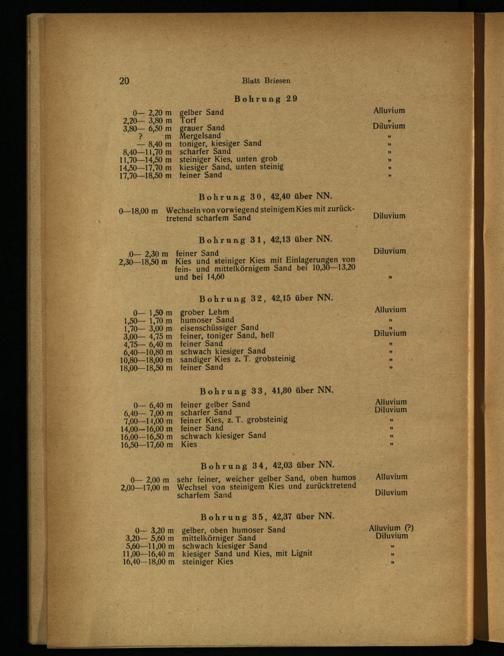 20
Blatt Briesen
Bohrung 29
0— 2,20 m gelber Sand Alluvium
2,20— 3,80 m Torf „
3,80— 6,50 m grauer Sand Diluvium
? m Mergelsand „
— 8,40 m toniger, kiesiger Sand „
8,40—11,70 m scharfer Sand „
11,70—14,50 m steiniger Kies, unten grob „
14,50—17,70 m kiesiger Sand, unten steinig „
17,70—18,50 m feiner Sand „
Bohrung 30, 42,40 über NN.
0—18,00 m Wechseln von vorwiegend steinigem Kies mit zurück-
tretend scharfem Sand Diluvium
Bohrung 31, 42,13 über NN.
0— 2,30 m feiner Sand Diluvium
2,30—18,50 m Kies und steiniger Kies mit Einlagerungen von
fein- und mittelkörnigem Sand bei 10,30—13,20
und bei 14,60 „
Bohrung 32, 42,15 über NN.
0— 1,50 m grober Lehm Alluvium
1,50— 1,70 m humoser Sand „
1,70— 3,00 m eisenschüssiger Sand „
3,00— 4,75 m feiner, toniger Sand, hell Diluvium
4,75— 6,40 m feiner Sand „
6,40—10,80 m schwach kiesiger Sand „
10,80—18,00 m sandiger Kies z. T. grobsteinig „
18,00—18,50 m feiner Sand „
Bohrung 33, 41,80 über NN.
0— 6,40 m feiner gelber Sand Alluvium
6,40— 7,00 m scharfer Sand Diluvium
7,00—11,00 m feiner Kies, z. T. grobsteinig „
14,00—16,00 m feiner Sand „
16,00—16,50 m schwach kiesiger Sand „
16,50—17,60 m Kies „
Bohrung 34, 42,03 über NN.
0— 2,00 m sehr feiner, weicher gelber Sand, oben humos Alluvium
2,00—17,00 m Wechsel von steinigem Kies und zurücktretend
scharfem Sand Diluvium
Bohrung 35, 42,37 über NN.
0— 3,20 m gelber, oben humoser Sand Alluvium (?)
3,20— 5,60 m mittelkörniger Sand Diluvium
5,60—11,00 m schwach kiesiger Sand „
11,00—16,40 m kiesiger Sand und Kies, mit Lignit „
16,40—18,00 m steiniger Kies „